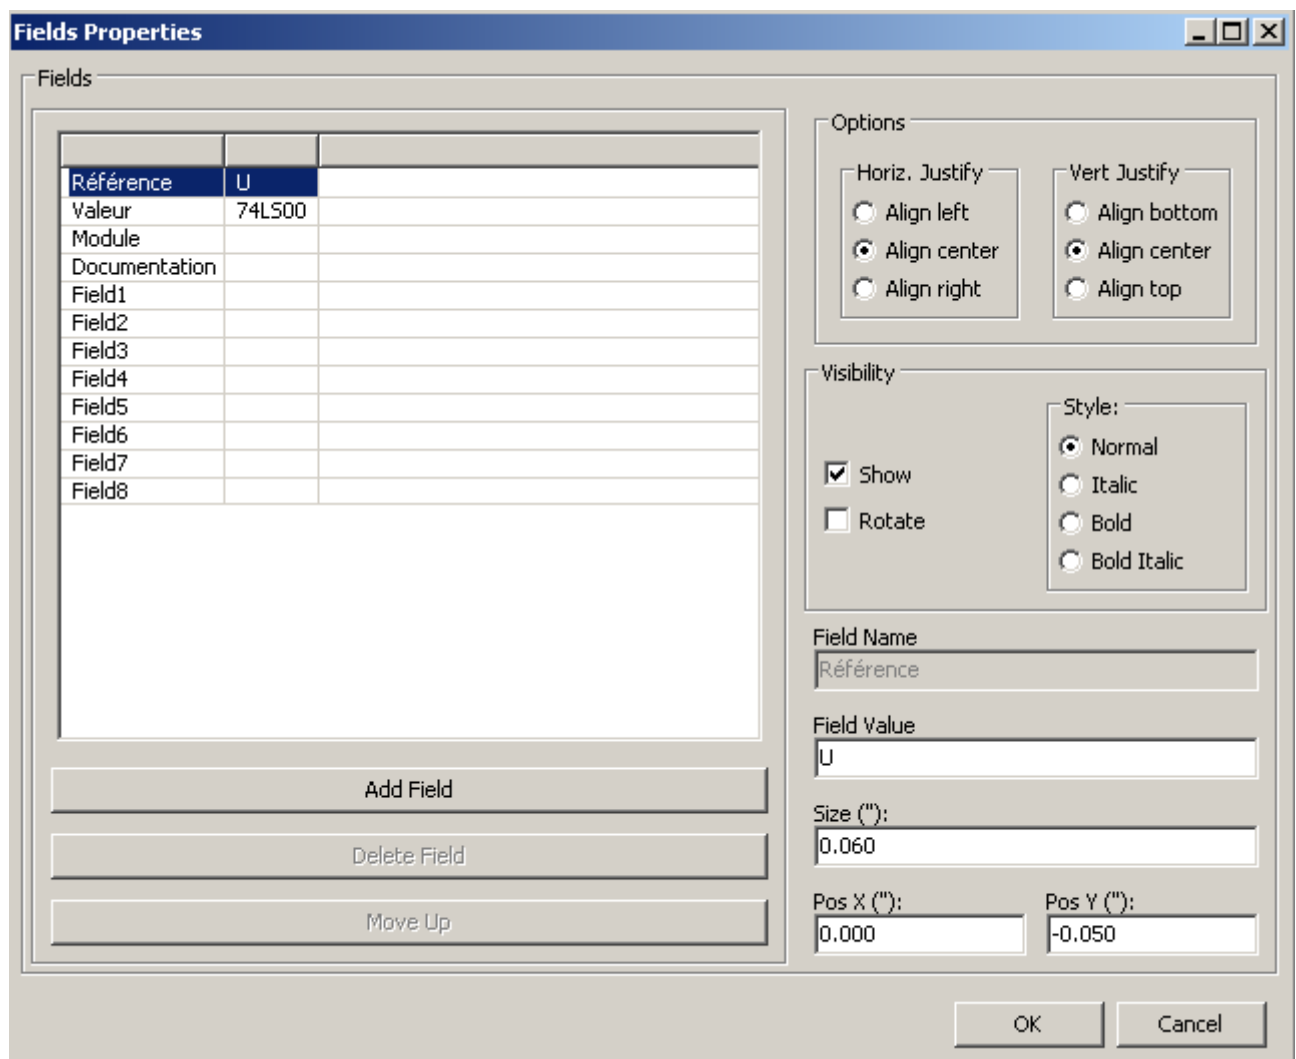 Fields Properties
Fields
Référence U
Valeur 74LS00
Module
Documentation
Field1
Field2
Field3
Field4
Field5
Field6
Field7
Field8
Add Field
Delete Field
Move Up
Options
Horiz. Justify
Align left
Align center
Align right
Vert Justify
Align bottom
Align center
Align top
Visibility
Show
Rotate
Style:
Normal
Italic
Bold
Bold Italic
Field Name
Référence
Field Value
U
Size ("):
0.060
Pos X ("):
0.000
Pos Y ("):
-0.050
OK
Cancel